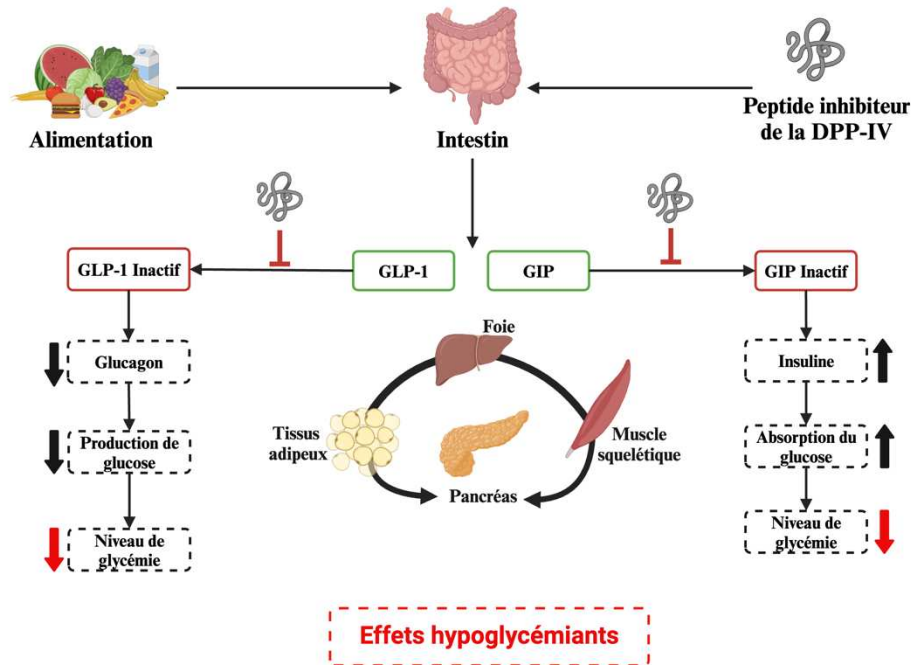 Alimentation
Intestin
Peptide inhibiteur
de la DPP-IV
GLP-1 Inactif
GLP-1
GIP
GIP Inactif
Foie
Glucagon
Insuline
Tissus
adipeux
Production de
glucose
Muscle
squelétique
Absorption du
glucose
Pancréas
Niveau de
glycémie
Niveau de
glycémie
Effets hypoglycémiants